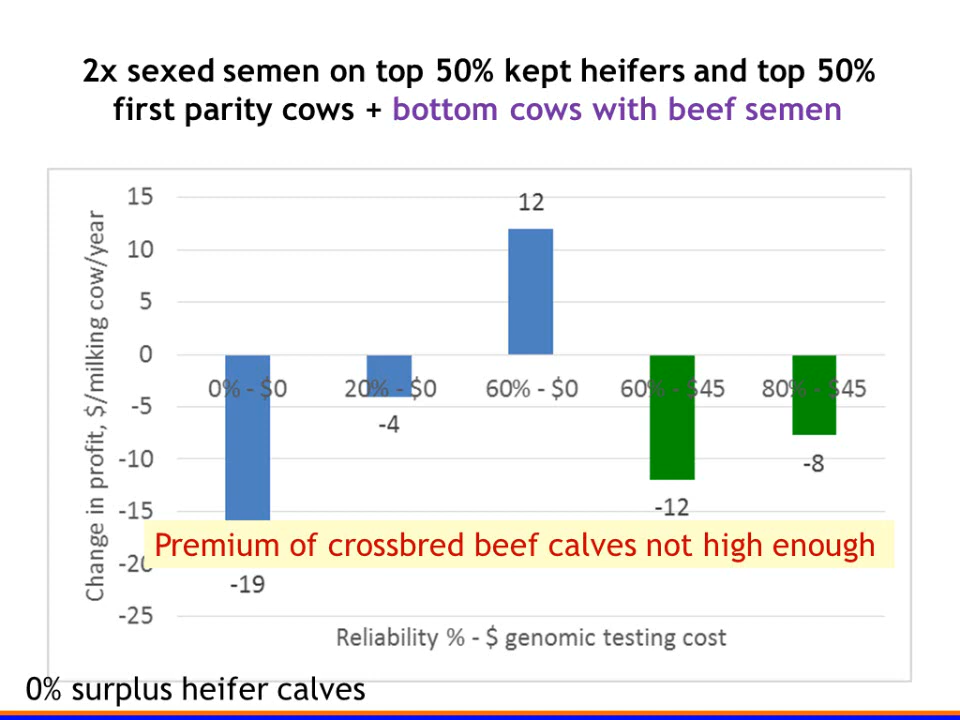 2x sexed semen on top 50% kept heifers and top 50%
first parity cows + bottom cows with beef semen
Change in profit, $/milking cow/year
15
10
5
0
-5
-10
-15
-20
-25
12
0% - $0
20% - $0
60% - $0
60% - $45
80% - $45
-4
-8
-12
Premium of crossbred beef calves not high enough
-19
Reliability % - $ genomic testing cost
0% surplus heifer calves